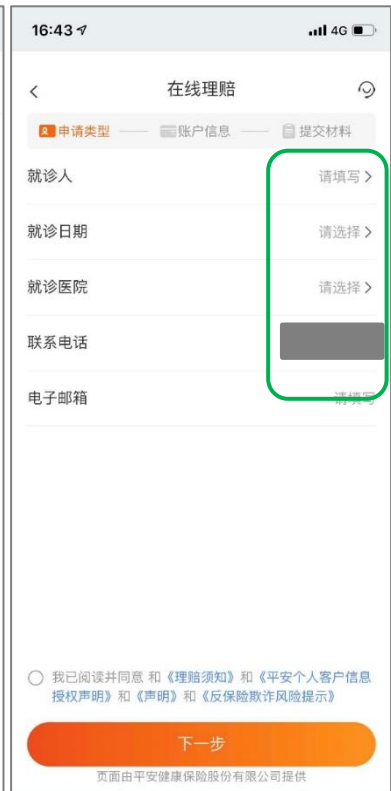 16:43 4G
在线理赔
申请类型 账户信息 提交材料
就诊人 请填写 >
就诊日期 请选择 >
就诊医院 请选择 >
联系电话
电子邮箱 请填写
我已阅读并同意 和《理赔须知》和《平安个人客户信息
授权声明》和《声明》和《反保险欺诈风险提示》
下一步
页面由平安健康保险股份有限公司提供